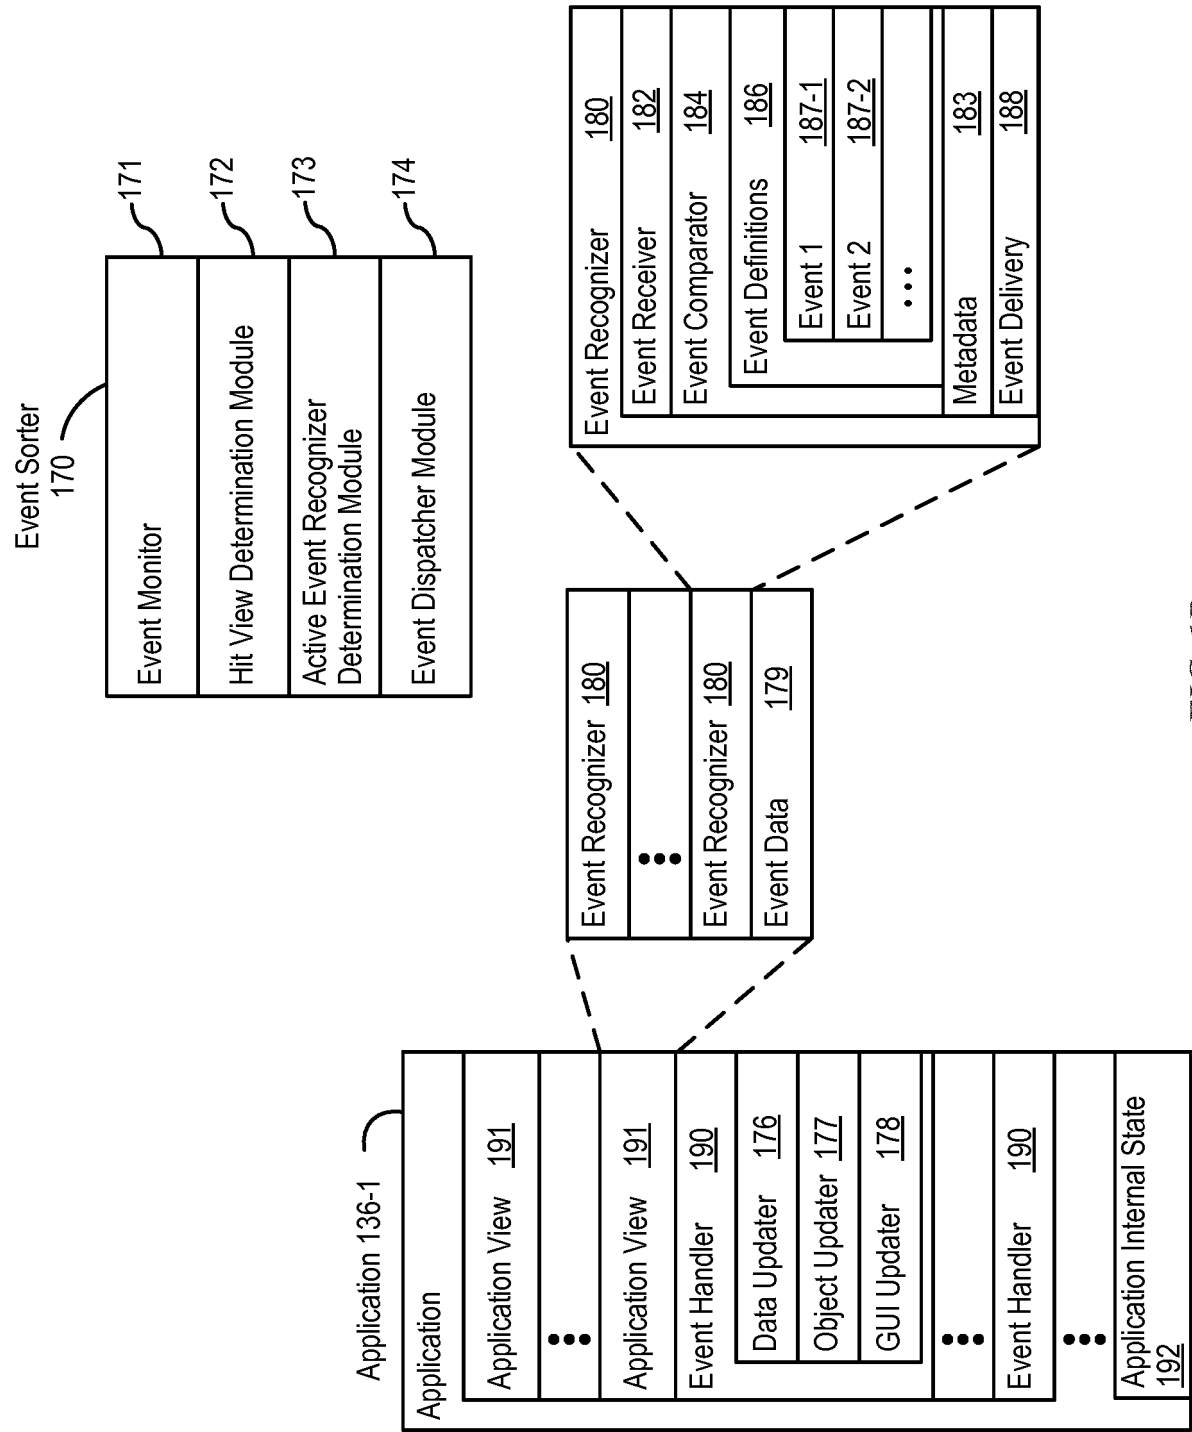 Event Sorter
170
Event Monitor
171
Hit View Determination Module
172
Active Event Recognizer
Determination Module
173
Event Dispatcher Module
174
Application 136-1
Application
Application View 191
Application View 191
Event Handler 190
Data Updater 176
Object Updater 177
GUI Updater 178
Event Handler 190
Application Internal State
192
Event Recognizer 180
Event Recognizer 180
Event Data 179
Event Recognizer 180
Event Receiver 182
Event Comparator 184
Event Definitions 186
Event 1 187-1
Event 2 187-2
Metadata 183
Event Delivery 188